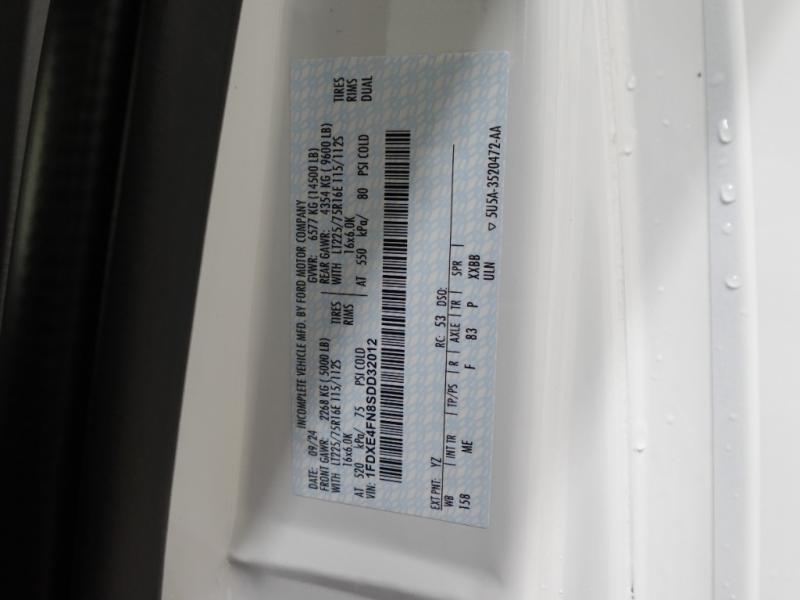 INCOMPLETE VEHICLE MFD. BY FORD MOTOR COMPANY
DATE: 09/24 GVWR: 6577 KG (14500 LB)
FRONT GAWR: 2268 KG (5000 LB) REAR GAWR: 4354 KG (9600 LB)
WITH LT225/75R16E 115/112S TIRES WITH LT225/75R16E 115/112S TIRES
16x6.0K RIMS 16x6.0K RIMS
AT 520 kPa/ 75 PSI COLD AT 550 kPa/ 80 PSI COLD DUAL
VIN: 1FDXE4FN8SDD32012
EXT PNT: YZ RC: 53 DSO:
WB INT TR TP/PS R AXLE TR SPR
158 ME F 83 P XXBB
ULN
▽ 5U5A-3520472-AA